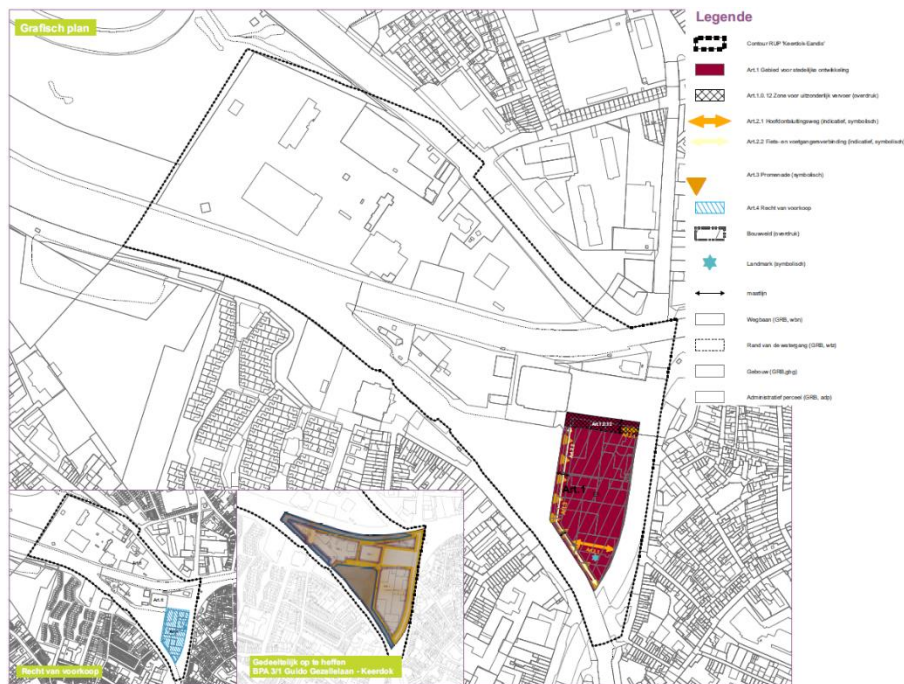 Grafisch plan
Legende
Contour RUP 'Keerdok-Eandis'
Art.1 Gebied voor stedelijke ontwikkeling
Art.1.0.12 Zone voor uitzonderlijk vervoer (overdruk)
Art.2.1 Hoofdontsluitingsweg (indicatief, symbolisch)
Art.2.2 Fiets- en voetgangersverbinding (indicatief, symbolisch)
Art.3 Promenade (symbolisch)
Art.4 Recht van voorkoop
Bouwveld (overdruk)
Landmark (symbolisch)
maatlijn
Wegbaan (GRB, wbn)
Rand van de watergang (GRB, wtz)
Gebouw (GRB,gbg)
Administratief perceel (GRB, adp)
Art.1
Recht van voorkoop
Gedeeltelijk op te heffen
BPA 3/1 Guido Gezellelaan - Keerdok